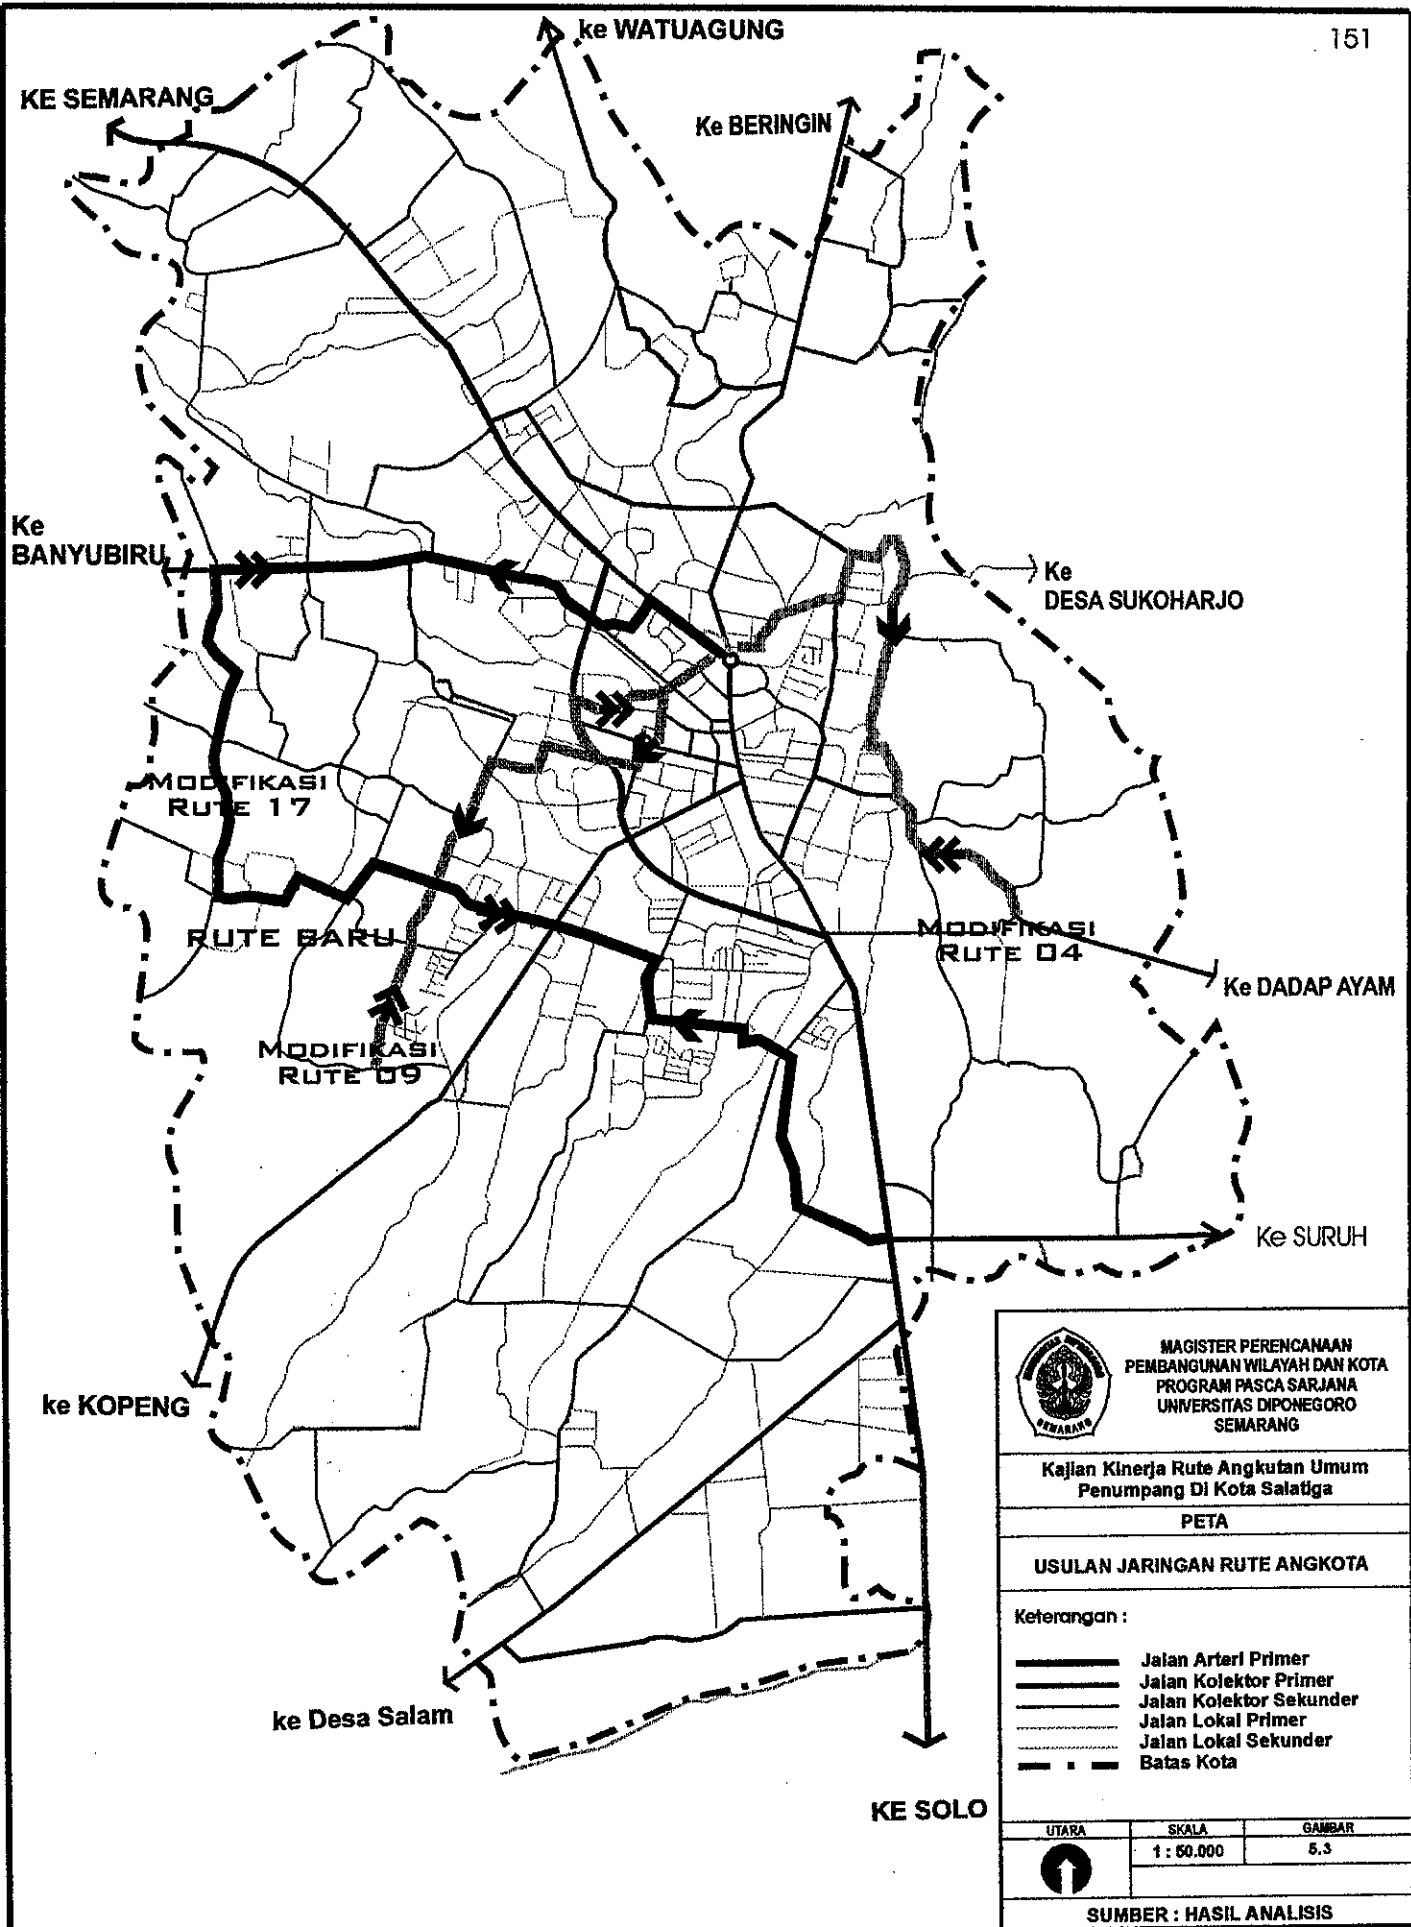 151
ke WATUAGUNG
KE SEMARANG
Ke BERINGIN
Ke
BANYUBIRU
Ke
DESA SUKOHARJO
MODIFIKASI
RUTE 17
RUTE BARU
MODIFIKASI
RUTE 04
Ke DADAP AYAM
MODIFIKASI
RUTE 09
Ke SURUH
ke KOPENG
ke Desa Salam
KE SOLO
MAGISTER PERENCANAAN
PEMBANGUNAN WILAYAH DAN KOTA
PROGRAM PASCA SARJANA
UNIVERSITAS DIPONEGORO
SEMARANG
SEMARANG
Kajian Kinerja Rute Angkutan Umum
Penumpang Di Kota Salatiga
PETA
USULAN JARINGAN RUTE ANGKOTA
Keterangan :
Jalan Arteri Primer
Jalan Kolektor Primer
Jalan Kolektor Sekunder
Jalan Lokal Primer
Jalan Lokal Sekunder
Batas Kota
UTARA
SKALA
GAMBAR
1 : 50.000
5.3
SUMBER : HASIL ANALISIS